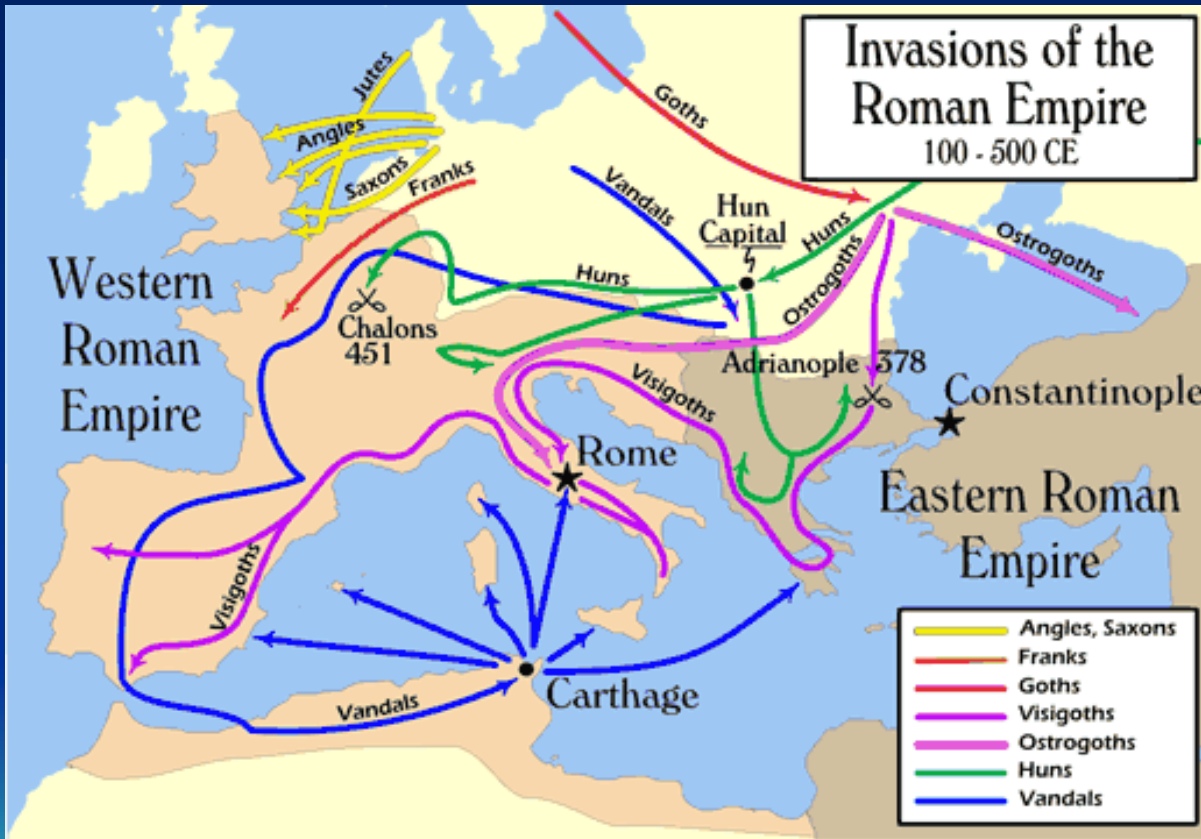 Invasions of the
Roman Empire
100 - 500 CE
Jutes
Angles
Saxons
Franks
Goths
Vandals
Hun
Capital
Huns
Ostrogoths
Ostrogoths
Huns
Western
Roman
Empire
Chalons
451
Adrianople 378
Visigoths
Constantinople
Rome
Eastern Roman
Empire
Visigoths
Vandals
Carthage
Angles, Saxons
Franks
Goths
Visigoths
Ostrogoths
Huns
Vandals